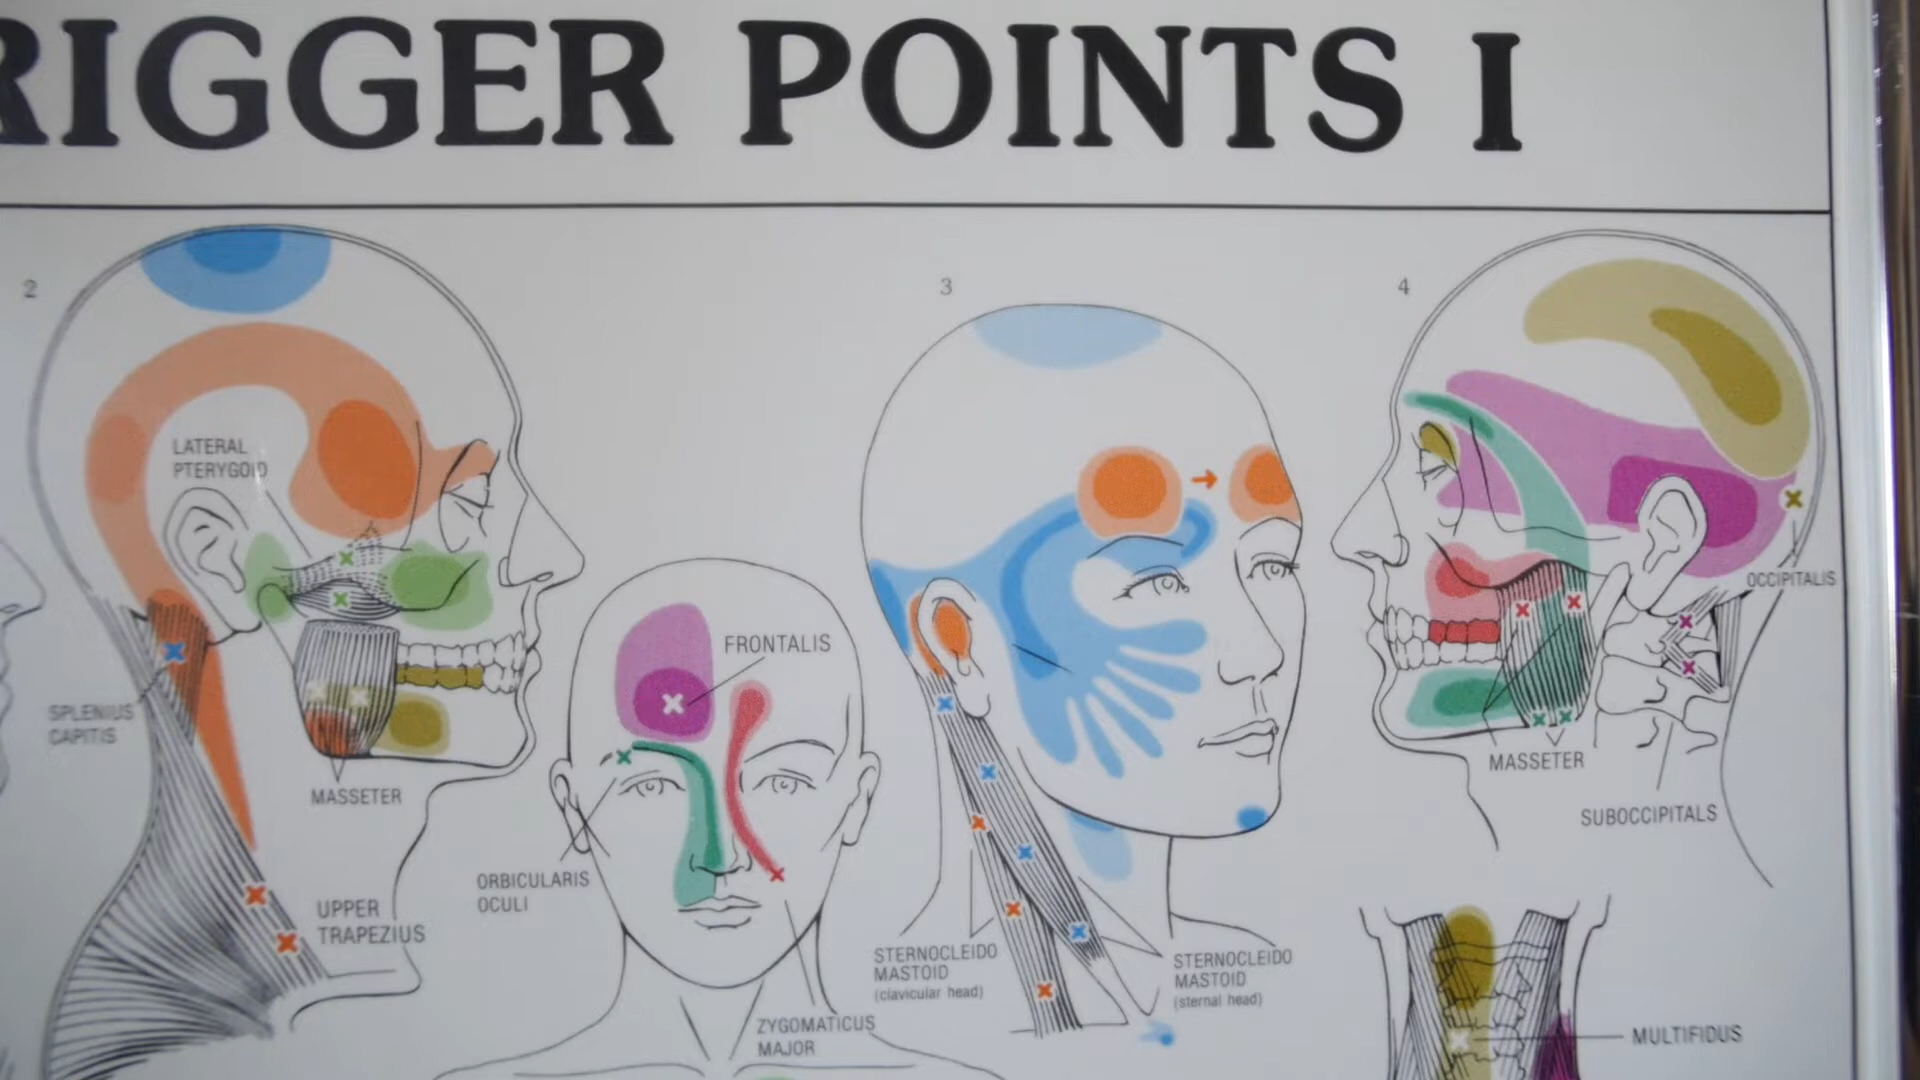 RIGGER POINTS I
2
3
4
LATERAL
PTERYGOID
SPLENIUS
CAPITIS
MASSETER
UPPER
TRAPEZIUS
FRONTALIS
ORBICULARIS
OCULI
ZYGOMATICUS
MAJOR
STERNOCLEIDO
MASTOID
(clavicular head)
STERNOCLEIDO
MASTOID
(sternal head)
OCCIPITALIS
MASSETER
SUBOCCIPITALS
MULTIFIDUS